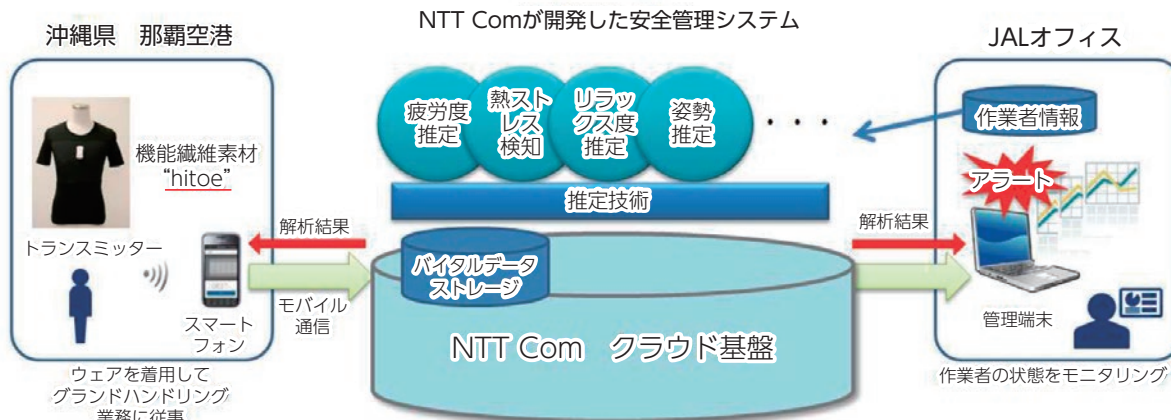 NTT Comが開発した安全管理システム
沖縄県　那覇空港
機能繊維素材
“hitoe”
トランスミッター
スマート
フォン
ウェアを着用して
グランドハンドリング
業務に従事
解析結果
モバイル
通信
疲労度
推定
熱スト
レス
検知
リラッ
クス度
推定
姿勢
推定
・・・
推定技術
バイタルデータ
ストレージ
NTT Com　クラウド基盤
解析結果
JALオフィス
作業者情報
アラート
管理端末
作業者の状態をモニタリング